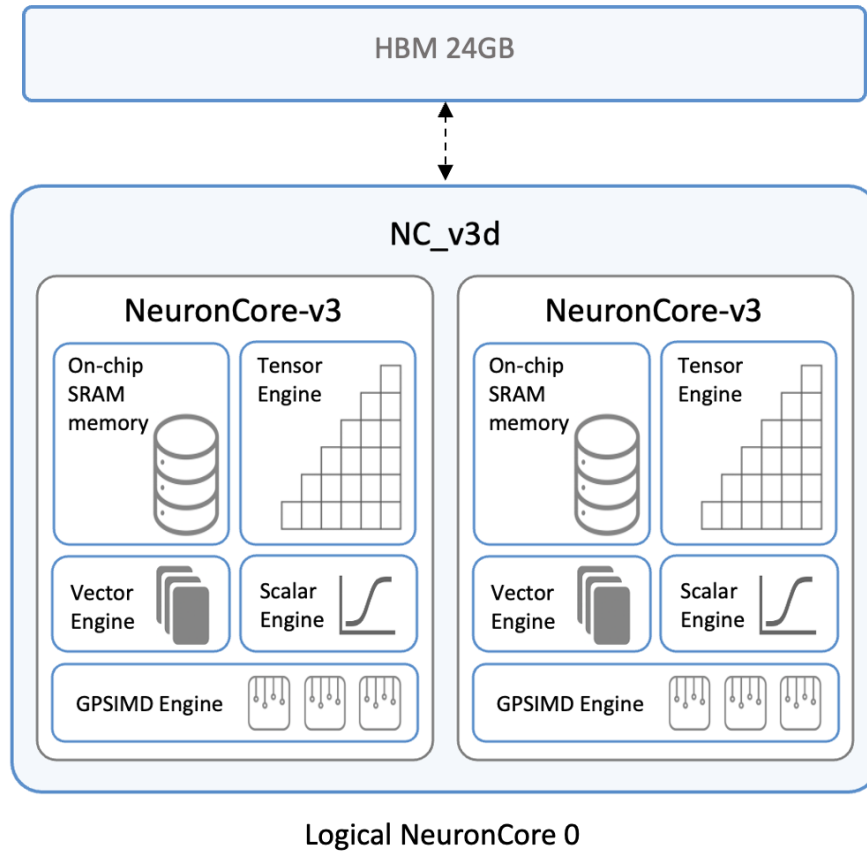 HBM 24GB
NC_v3d
NeuronCore-v3
On-chip
SRAM
memory
Tensor
Engine
Vector
Engine
Scalar
Engine
GPSIMD Engine
NeuronCore-v3
On-chip
SRAM
memory
Tensor
Engine
Vector
Engine
Scalar
Engine
GPSIMD Engine
Logical NeuronCore 0